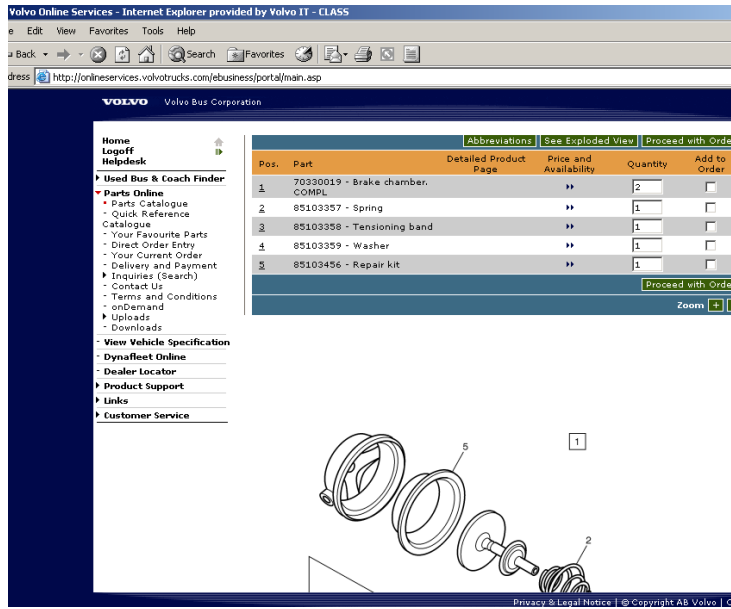 Volvo Online Services - Internet Explorer provided by Volvo IT - CLASS
Edit View Favorites Tools Help
Back Search Favorites
http://onlineservices.volvotrucks.com/ebusiness/portal/main.asp
VOLVO Volvo Bus Corporation
Home
Logoff
Helpdesk
Used Bus & Coach Finder
Parts Online
Parts Catalogue
- Quick Reference
Catalogue
- Your Favourite Parts
- Direct Order Entry
- Your Current Order
- Delivery and Payment
Inquiries (Search)
- Contact Us
- Terms and Conditions
- onDemand
Uploads
- Downloads
- View Vehicle Specification
- Dynafleet Online
- Dealer Locator
Product Support
Links
Customer Service
Abbreviations See Exploded View Proceed with
Pos. Part Detailed Product Page Price and Availability Quantity Add to Order
1 70330019 - Brake chamber. COMPL 2
2 85103357 - Spring 1
3 85103358 - Tensioning band 1
4 85103359 - Washer 1
5 85103456 - Repair kit 1
Proceed with
Zoom +
5
1
2
Privacy & Legal Notice | © Copyright AB Volvo |